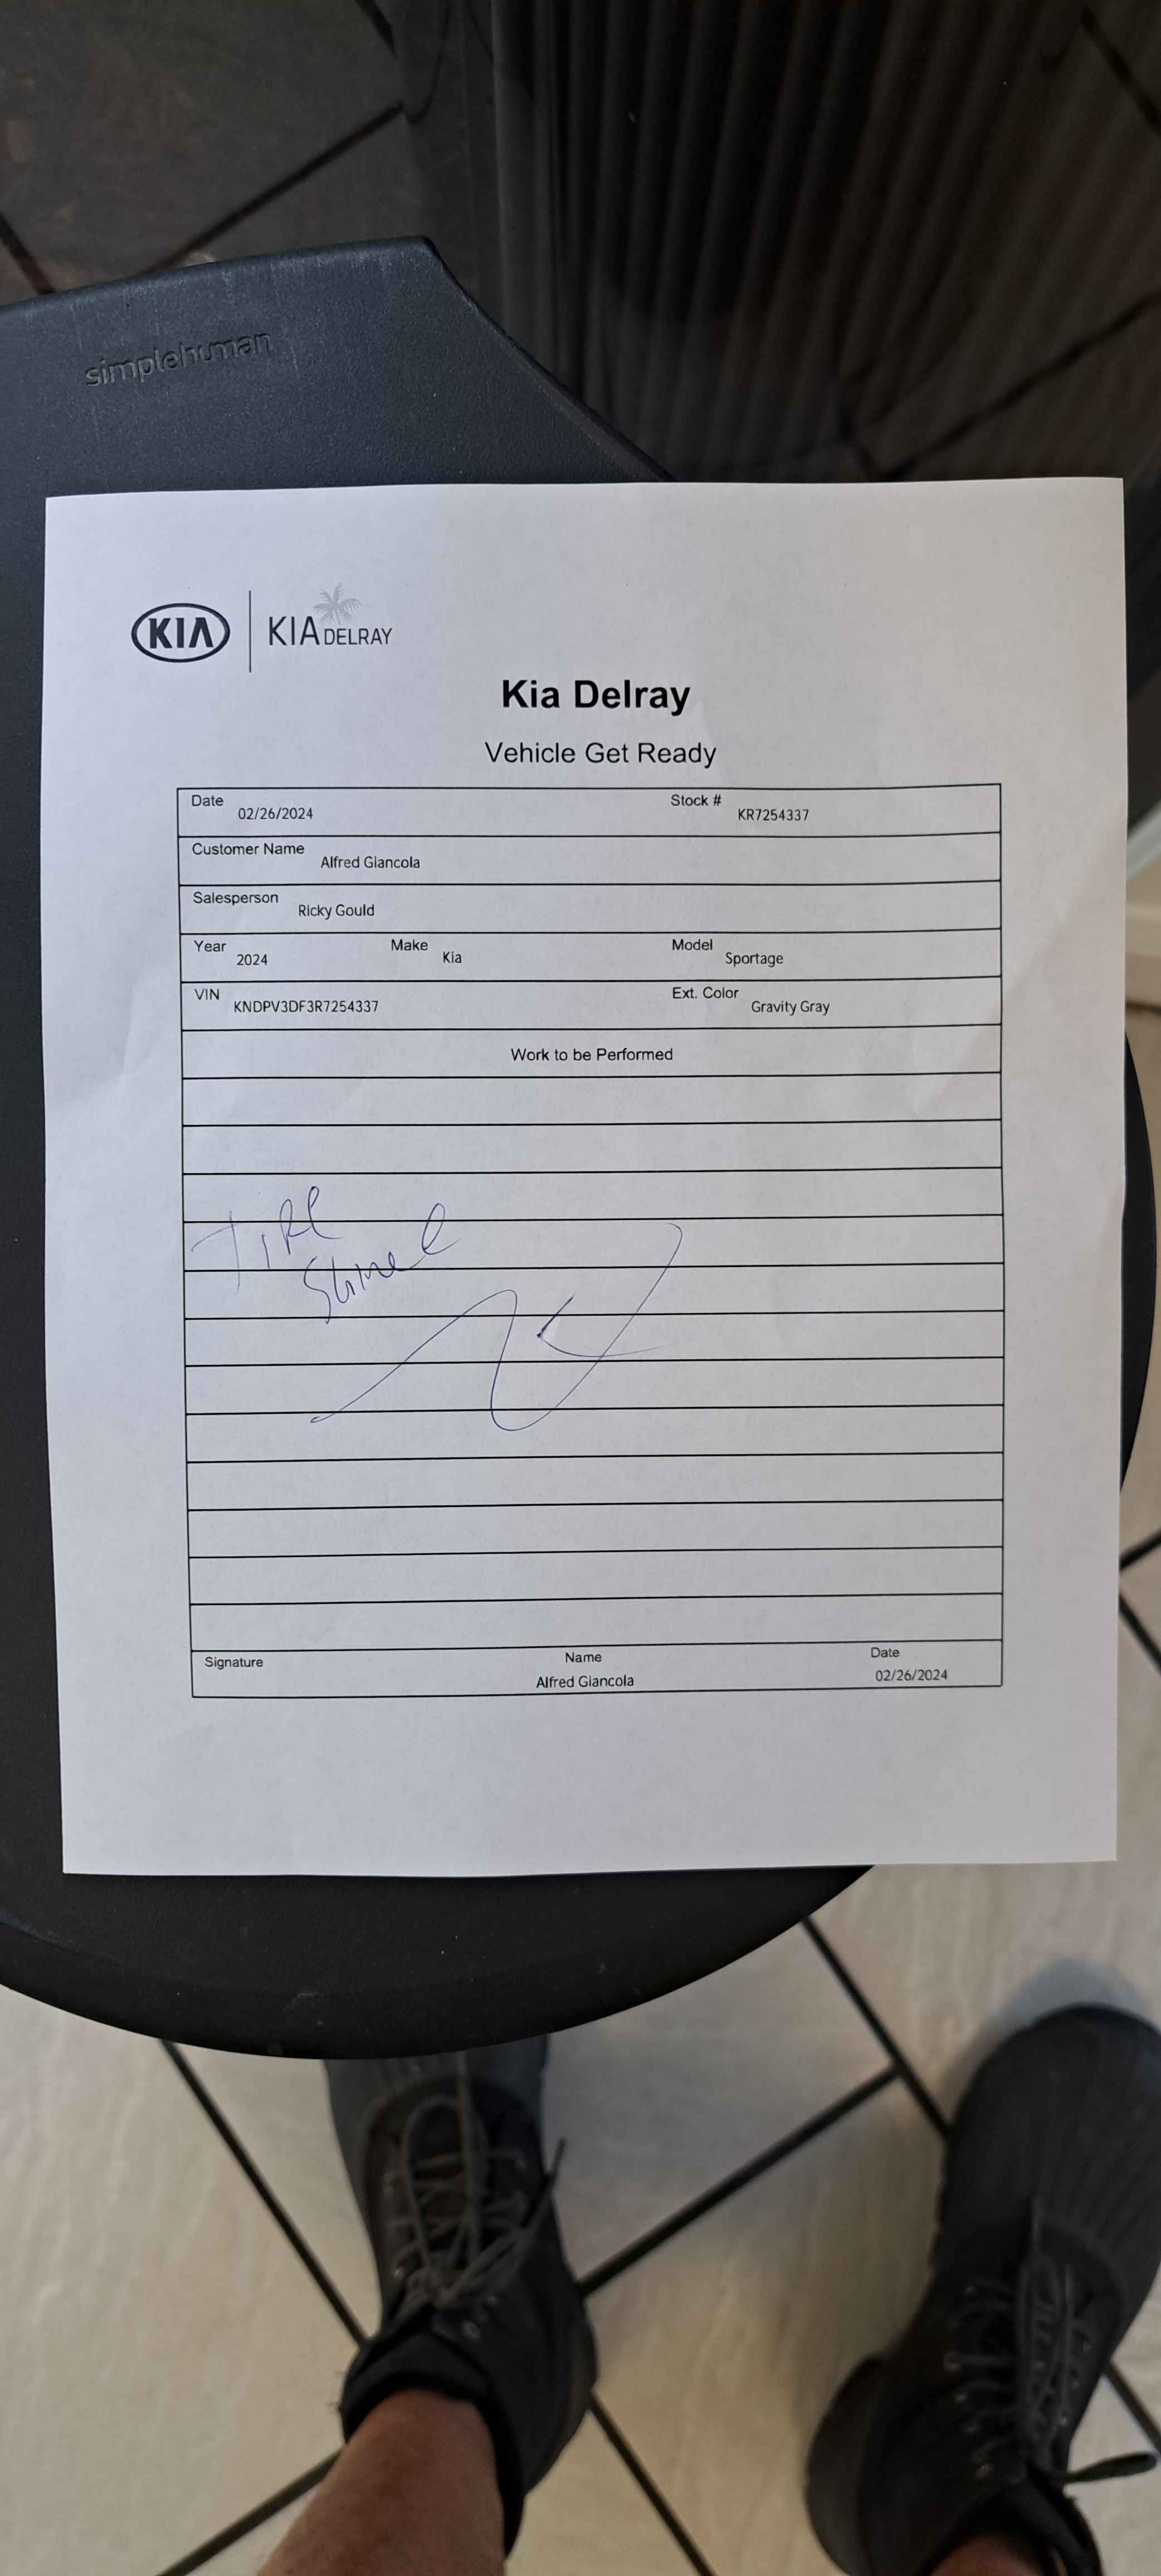 simplehuman
KIA KIA DELRAY
Kia Delray
Vehicle Get Ready
Date 02/26/2024 Stock # KR7254337
Customer Name Alfred Giancola
Salesperson Ricky Gould
Year 2024 Make Kia Model Sportage
VIN KNDPV3DF3R7254337 Ext. Color Gravity Gray
Work to be Performed
Signature Name Date
Alfred Giancola 02/26/2024